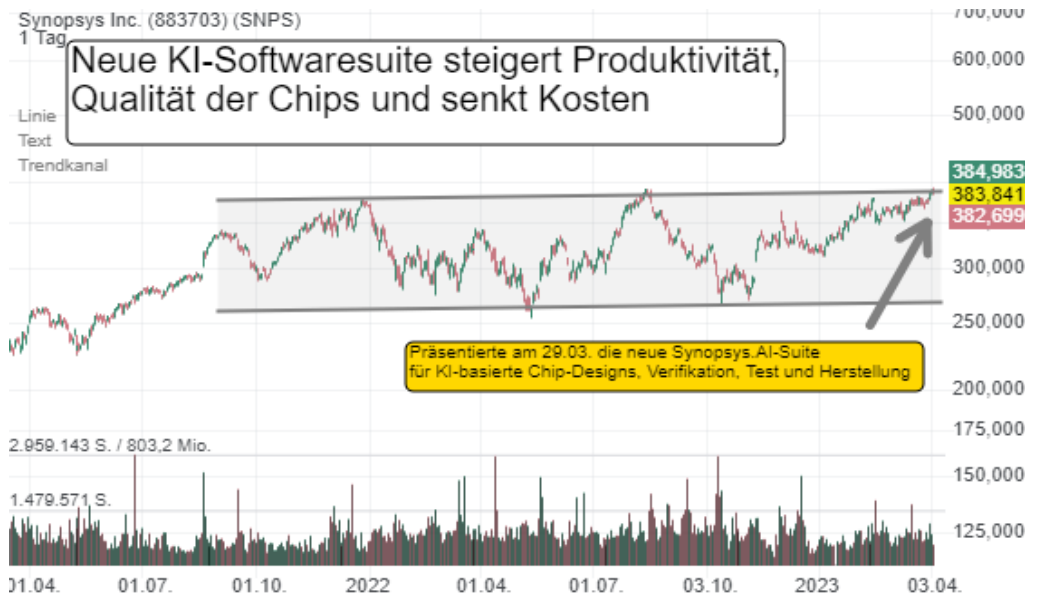 Synopsys Inc. (883703) (SNPS)
1 Tag
Neue KI-Softwaresuite steigert Produktivität,
Qualität der Chips und senkt Kosten
Linie
Text
Trendkanal
700,000
600,000
500,000
384,983
383,841
382,699
300,000
250,000
Präsentierte am 29.03. die neue Synopsys.AI-Suite
für KI-basierte Chip-Designs, Verifikation, Test und Herstellung
200,000
175,000
2.959.143 S. / 803,2 Mio.
150,000
1.479.571 S.
125,000
01.04. 01.07. 01.10. 2022 01.04. 01.07. 03.10. 2023 03.04.